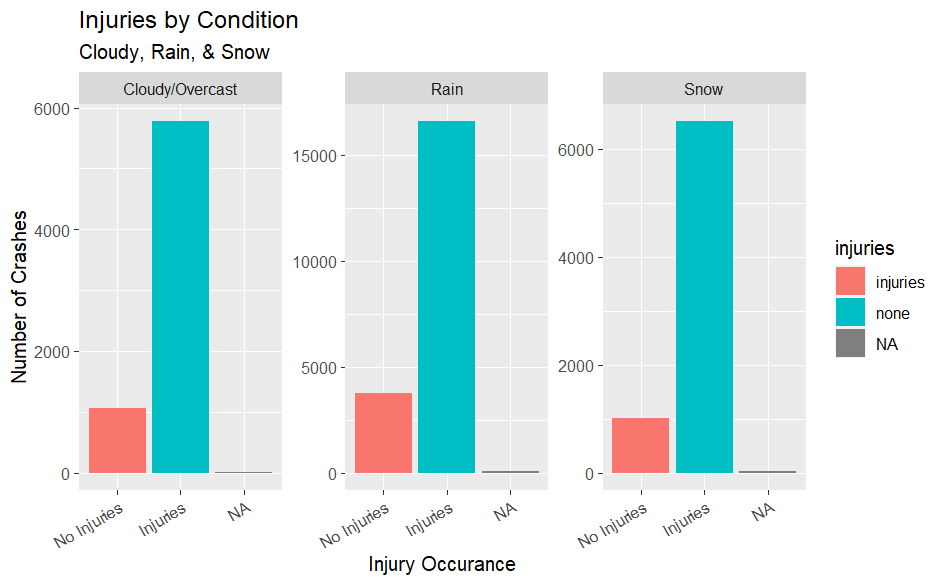 Injuries by Condition
Cloudy, Rain, & Snow
Cloudy/Overcast
Rain
Snow
Number of Crashes
6000
4000
2000
0
15000
10000
5000
0
6000
4000
2000
0
No Injuries
Injuries
NA
No Injuries
Injuries
NA
No Injuries
Injuries
NA
Injury Occurance
injuries
injuries
none
NA